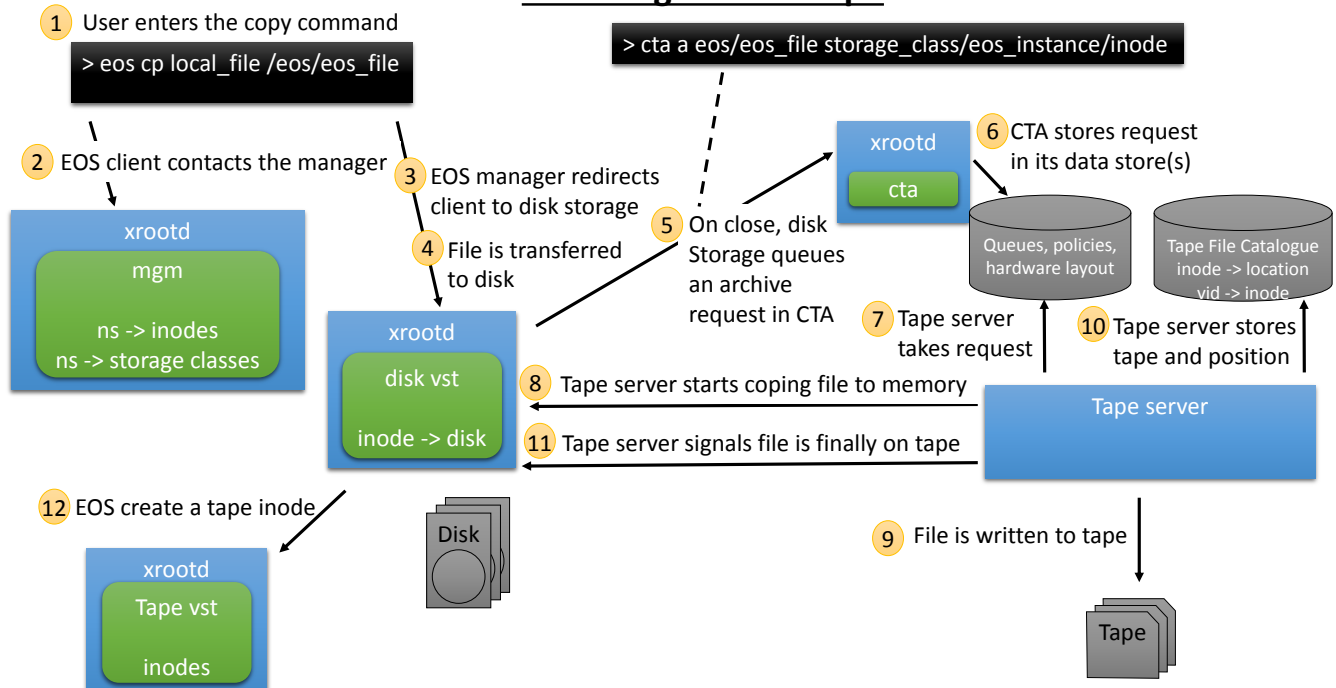 1 User enters the copy command
> eos cp local_file /eos/eos_file
> cta a eos/eos_file storage_class/eos_instance/inode
2 EOS client contacts the manager
xrootd
mgm
ns -> inodes
ns -> storage classes
3 EOS manager redirects
client to disk storage
4 File is transferred
to disk
xrootd
disk vst
inode -> disk
5 On close, disk
Storage queues
an archive
request in CTA
xrootd
cta
6 CTA stores request
in its data store(s)
Queues, policies,
hardware layout
Tape File Catalogue
inode -> location
vid -> inode
7 Tape server
takes request
10 Tape server stores
tape and position
8 Tape server starts coping file to memory
11 Tape server signals file is finally on tape
Tape server
12 EOS create a tape inode
xrootd
Tape vst
inodes
Disk
9 File is written to tape
Tape